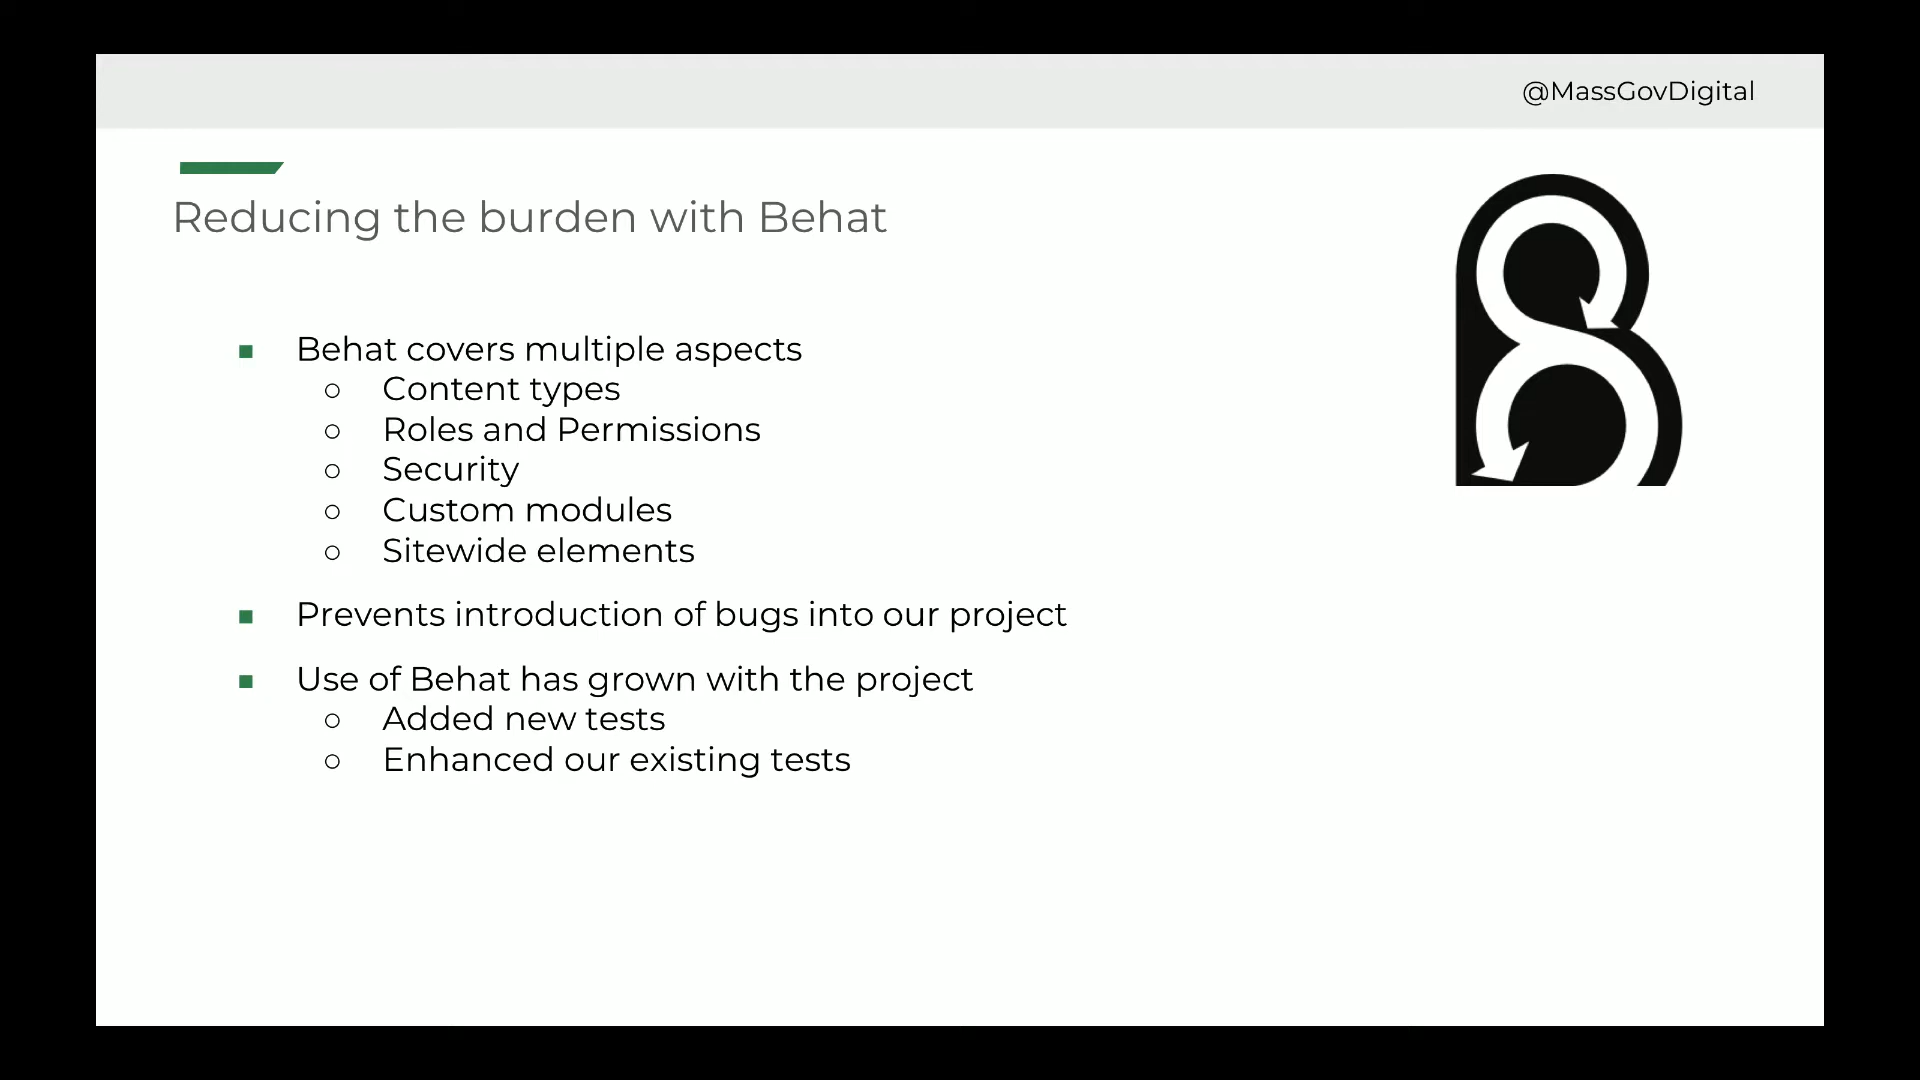 @MassGovDigital
Reducing the burden with Behat
■ Behat covers multiple aspects
○ Content types
○ Roles and Permissions
○ Security
○ Custom modules
○ Sitewide elements
■ Prevents introduction of bugs into our project
■ Use of Behat has grown with the project
○ Added new tests
○ Enhanced our existing tests